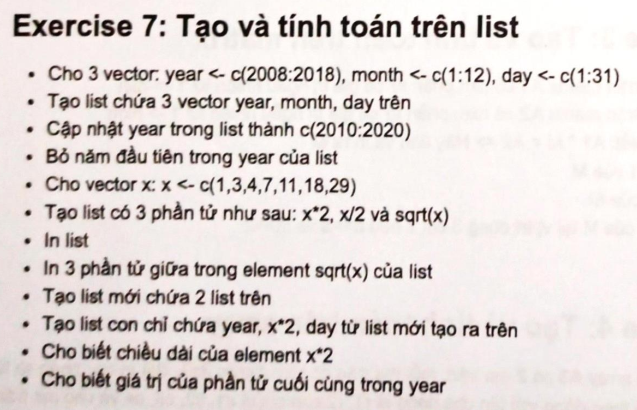 Exercise 7: Tạo và tính toán trên list
• Cho 3 vector: year <- c(2008:2018), month <- c(1:12), day <- c(1:31)
• Tạo list chứa 3 vector year, month, day trên
• Cập nhật year trong list thành c(2010:2020)
• Bỏ năm đầu tiên trong year của list
• Cho vector x: x <- c(1,3,4,7,11,18,29)
• Tạo list có 3 phần tử như sau: x*2, x/2 và sqrt(x)
• In list
• In 3 phần tử giữa trong element sqrt(x) của list
• Tạo list mới chứa 2 list trên
• Tạo list con chỉ chứa year, x*2, day từ list mới tạo ra trên
• Cho biết chiều dài của element x*2
• Cho biết giá trị của phần tử cuối cùng trong year